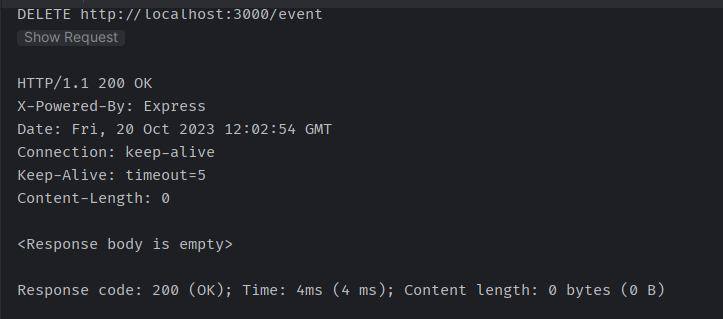 DELETE http://localhost:3000/event
Show Request
HTTP/1.1 200 OK
X-Powered-By: Express
Date: Fri, 20 Oct 2023 12:02:54 GMT
Connection: keep-alive
Keep-Alive: timeout=5
Content-Length: 0
<Response body is empty>
Response code: 200 (OK); Time: 4ms (4 ms); Content length: 0 bytes (0 B)